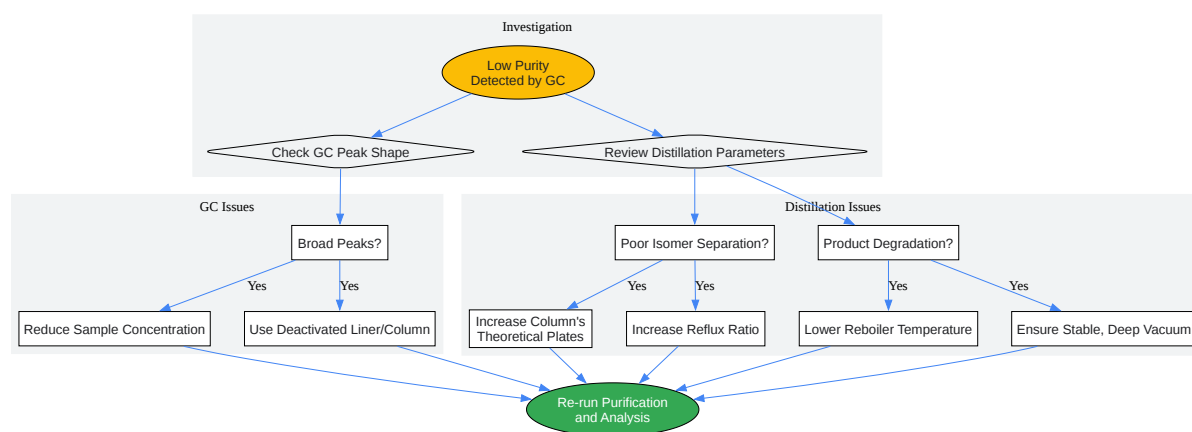 Investigation
Low Purity
Detected by GC
Check GC Peak Shape
Review Distillation Parameters
GC Issues
Distillation Issues
Broad Peaks?
Poor Isomer Separation?
Product Degradation?
Yes
Yes
Yes
Yes
Yes
Yes
Reduce Sample Concentration
Use Deactivated Liner/Column
Increase Column's
Theoretical Plates
Increase Reflux Ratio
Lower Reboiler Temperature
Ensure Stable, Deep Vacuum
Re-run Purification
and Analysis